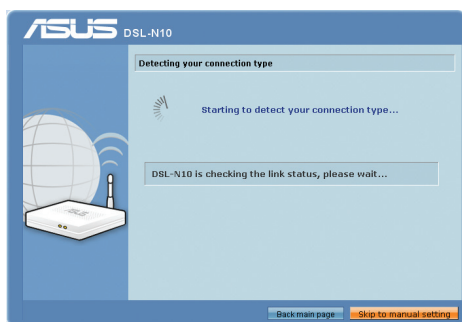 ASUS DSL-N10
Detecting your connection type
Starting to detect your connection type...
DSL-N10 is checking the link status, please wait...
ASUS
Back main page Skip to manual setting